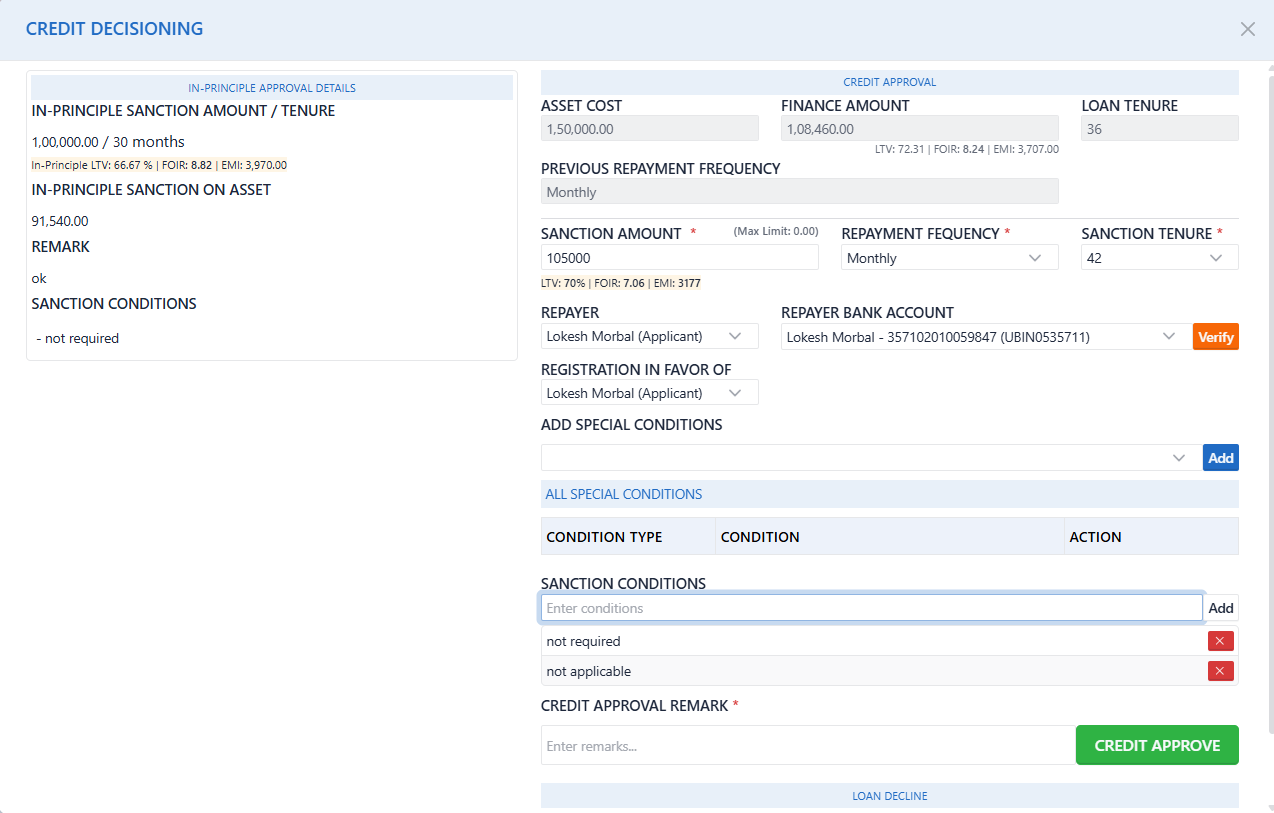 CREDIT DECISIONING
IN-PRINCIPLE APPROVAL DETAILS
IN-PRINCIPLE SANCTION AMOUNT / TENURE
1,00,000.00 / 30 months
In-Principle LTV: 66.67 % | FOIR: 8.82 | EMI: 3,970.00
IN-PRINCIPLE SANCTION ON ASSET
91,540.00
REMARK
ok
SANCTION CONDITIONS
- not required
CREDIT APPROVAL
ASSET COST FINANCE AMOUNT LOAN TENURE
1,50,000.00 1,08,460.00 36
LTV: 72.31 | FOIR: 8.24 | EMI: 3,707.00
PREVIOUS REPAYMENT FREQUENCY
Monthly
SANCTION AMOUNT * (Max Limit: 0.00) REPAYMENT FEQUENCY * SANCTION TENURE *
105000 Monthly 42
LTV: 70% | FOIR: 7.06 | EMI: 3177
REPAYER REPAYER BANK ACCOUNT
Lokesh Morbal (Applicant) Lokesh Morbal - 357102010059847 (UBIN0535711) Verify
REGISTRATION IN FAVOR OF
Lokesh Morbal (Applicant)
ADD SPECIAL CONDITIONS
Add
ALL SPECIAL CONDITIONS
CONDITION TYPE CONDITION ACTION
SANCTION CONDITIONS
Enter conditions Add
not required
not applicable
CREDIT APPROVAL REMARK *
Enter remarks... CREDIT APPROVE
LOAN DECLINE